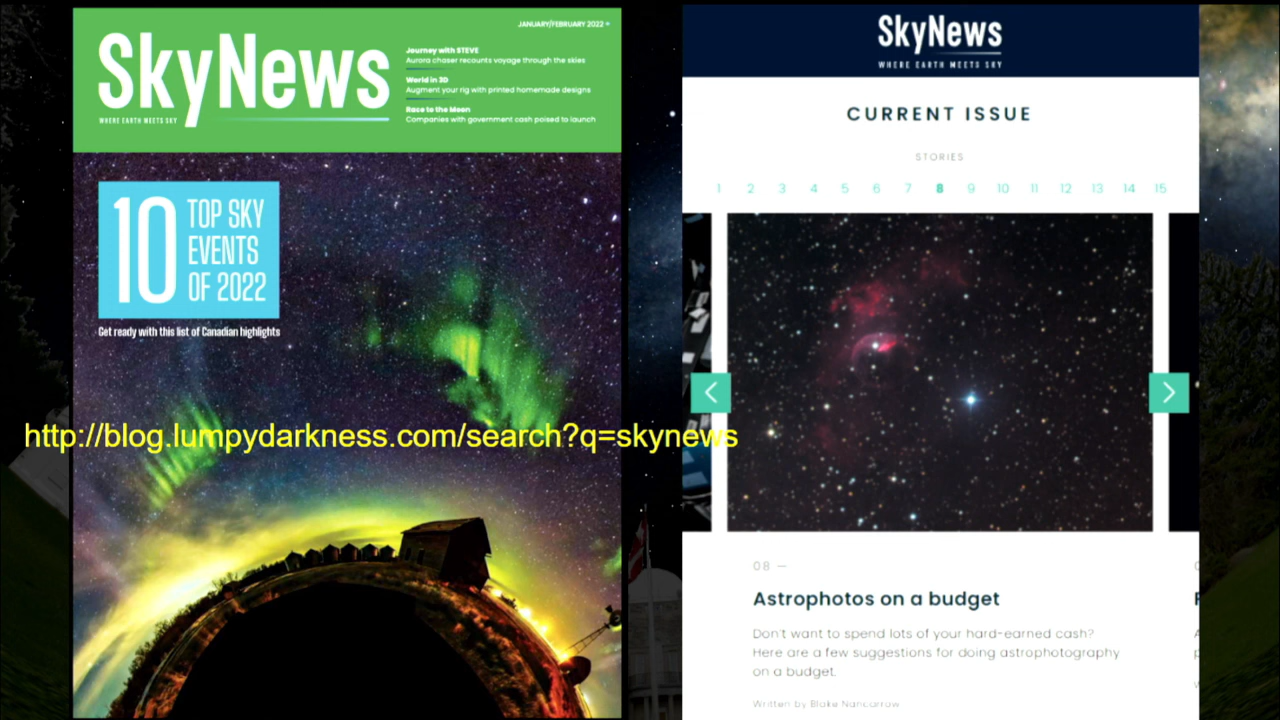 JANUARY/FEBRUARY 2022
SkyNews
WHERE EARTH MEETS SKY
Journey with STEVE
Aurora chaser recounts voyage through the skies
World in 3D
Augment your rig with printed homemade designs
Race to the Moon
Companies with government cash poised to launch
10 TOP SKY
EVENTS
OF 2022
Get ready with this list of Canadian highlights
http://blog.lumpydarkness.com/search?q=skynews
SkyNews
WHERE EARTH MEETS SKY
CURRENT ISSUE
STORIES
1 2 3 4 5 6 7 8 9 10 11 12 13 14 15
08 —
Astrophotos on a budget
Don't want to spend lots of your hard-earned cash?
Here are a few suggestions for doing astrophotography
on a budget.
Written by Blake Nancarrow